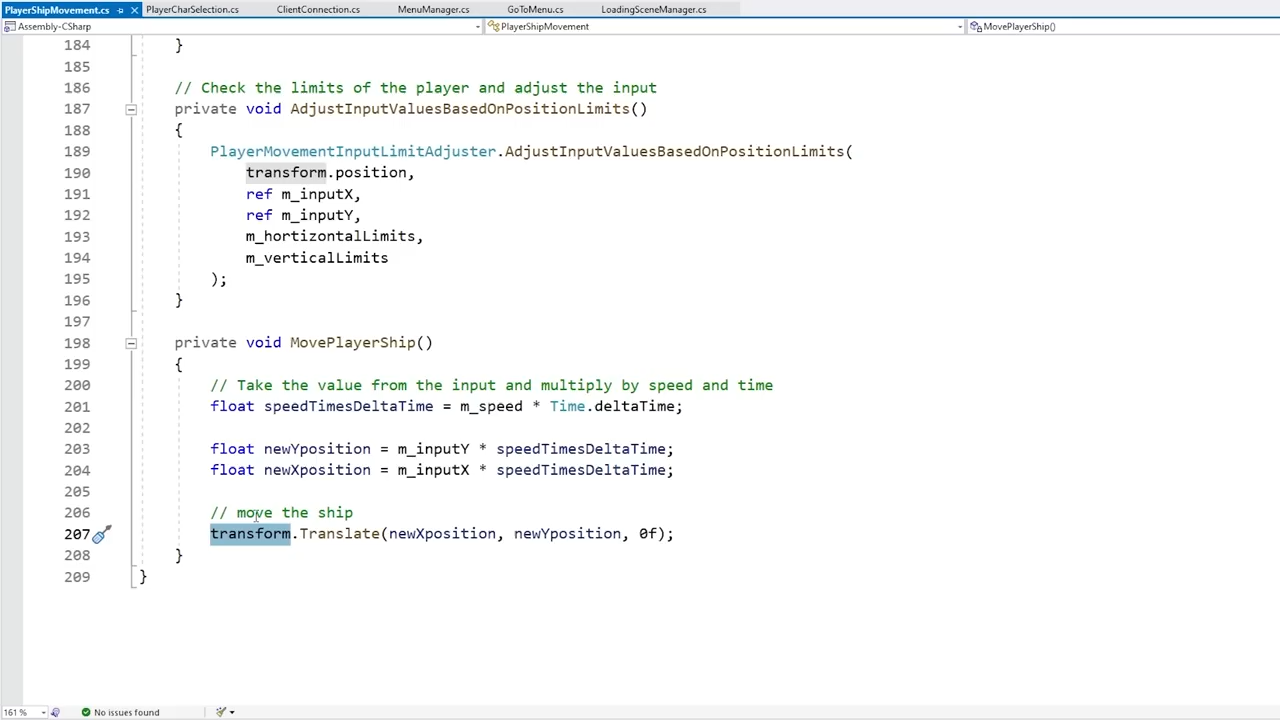 PlayerShipMovement.cs PlayerCharSelection.cs ClientConnection.cs MenuManager.cs GoToMenu.cs LoadingSceneManager.cs
Assembly-CSharp PlayerShipMovement MovePlayerShip()
184 }
185
186 // Check the limits of the player and adjust the input
187 private void AdjustInputValuesBasedOnPositionLimits()
188 {
189 PlayerMovementInputLimitAdjuster.AdjustInputValuesBasedOnPositionLimits(
190 transform.position,
191 ref m_inputX,
192 ref m_inputY,
193 m_hortizontalLimits,
194 m_verticalLimits
195 );
196 }
197
198 private void MovePlayerShip()
199 {
200 // Take the value from the input and multiply by speed and time
201 float speedTimesDeltaTime = m_speed * Time.deltaTime;
202
203 float newYposition = m_inputY * speedTimesDeltaTime;
204 float newXposition = m_inputX * speedTimesDeltaTime;
205
206 // move the ship
207 transform.Translate(newXposition, newYposition, 0f);
208 }
209 }
161 % No issues found